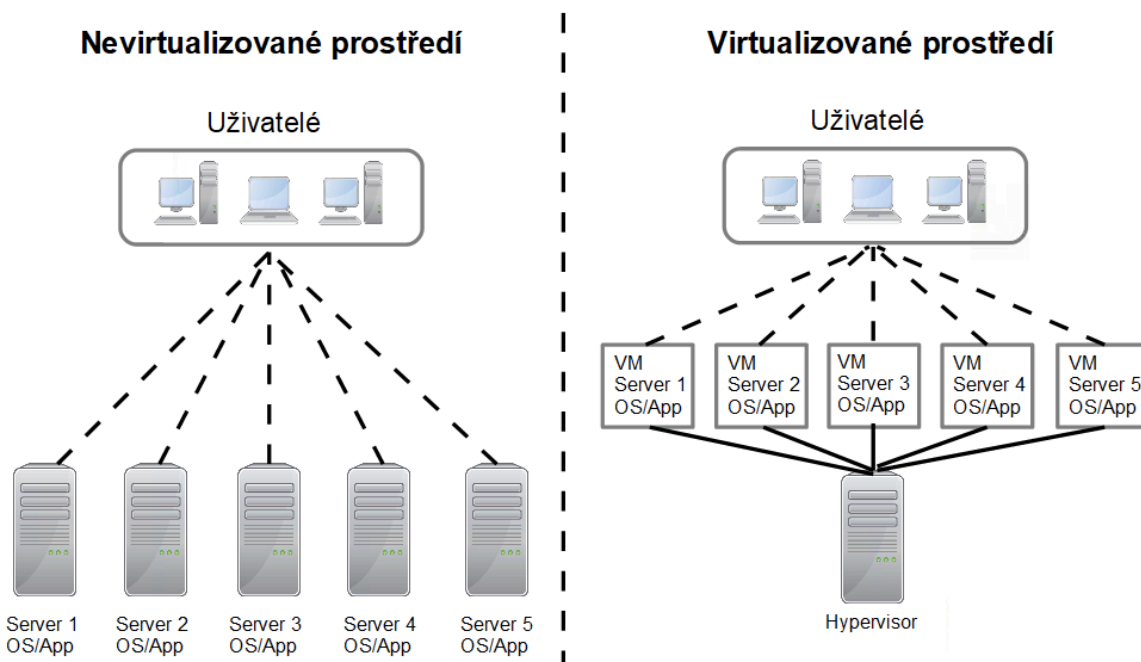 Nevirtualizované prostředí
Uživatelé
Server 1
OS/App
Server 2
OS/App
Server 3
OS/App
Server 4
OS/App
Server 5
OS/App
Virtualizované prostředí
Uživatelé
VM
Server 1
OS/App
VM
Server 2
OS/App
VM
Server 3
OS/App
VM
Server 4
OS/App
VM
Server 5
OS/App
Hypervisor